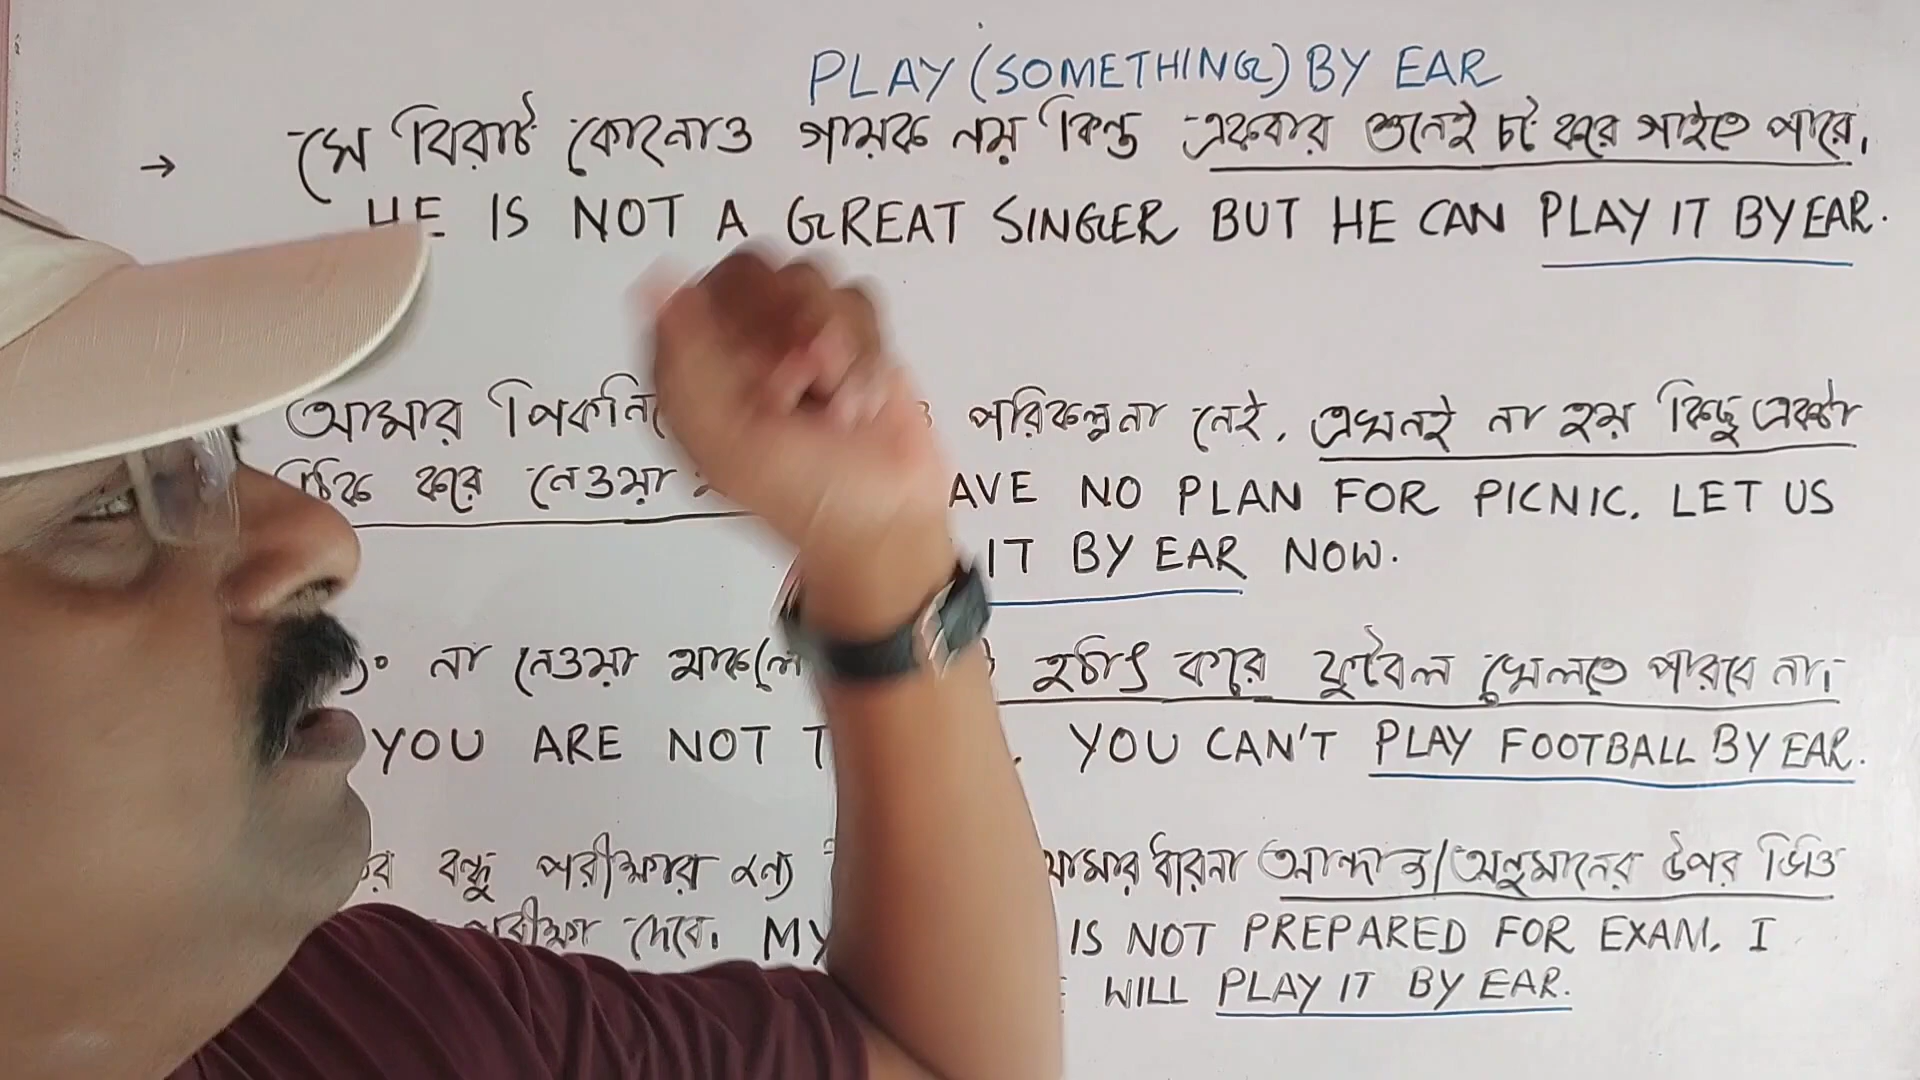 PLAY (SOMETHING) BY EAR
→ সে বিরাট কোনোও গায়ক নয় কিন্তু একবার শুনেই চট করে গাইতে পারে।
HE IS NOT A GREAT SINGER BUT HE CAN PLAY IT BY EAR.
আমার পিকনি পরিকল্পনা নেই. এখনই না হয় কিছু একটা
ঠিক করে নেওয়া AVE NO PLAN FOR PICNIC. LET US
IT BY EAR NOW.
না নেওয়া থাকলে হঠাৎ করে ফুটবল খেলতে পারবে না।
YOU ARE NOT T . YOU CAN'T PLAY FOOTBALL BY EAR.
বন্ধু পরীক্ষার জন্য আমার ধারনা আন্দাজ/অনুমানের উপর ভিত্তি
পরীক্ষা দেবে। MY IS NOT PREPARED FOR EXAM. I
WILL PLAY IT BY EAR.